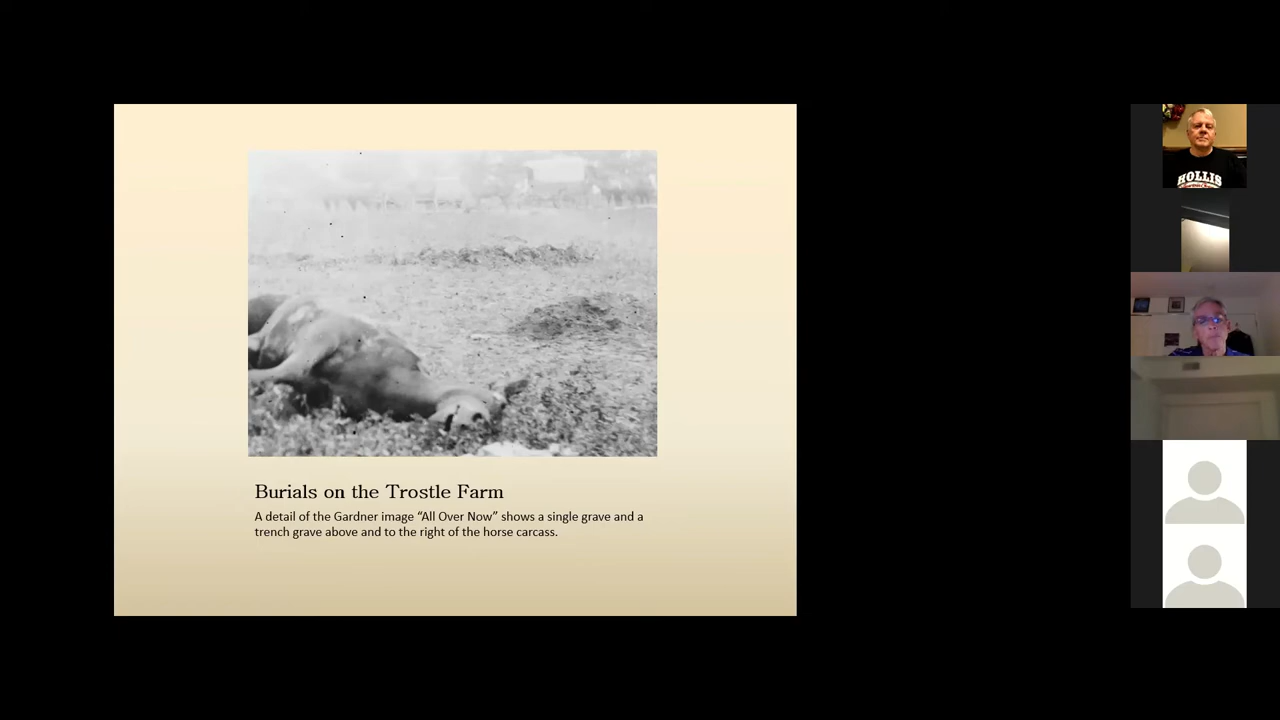 Burials on the Trostle Farm
A detail of the Gardner image “All Over Now” shows a single grave and a
trench grave above and to the right of the horse carcass.
HOLLIS